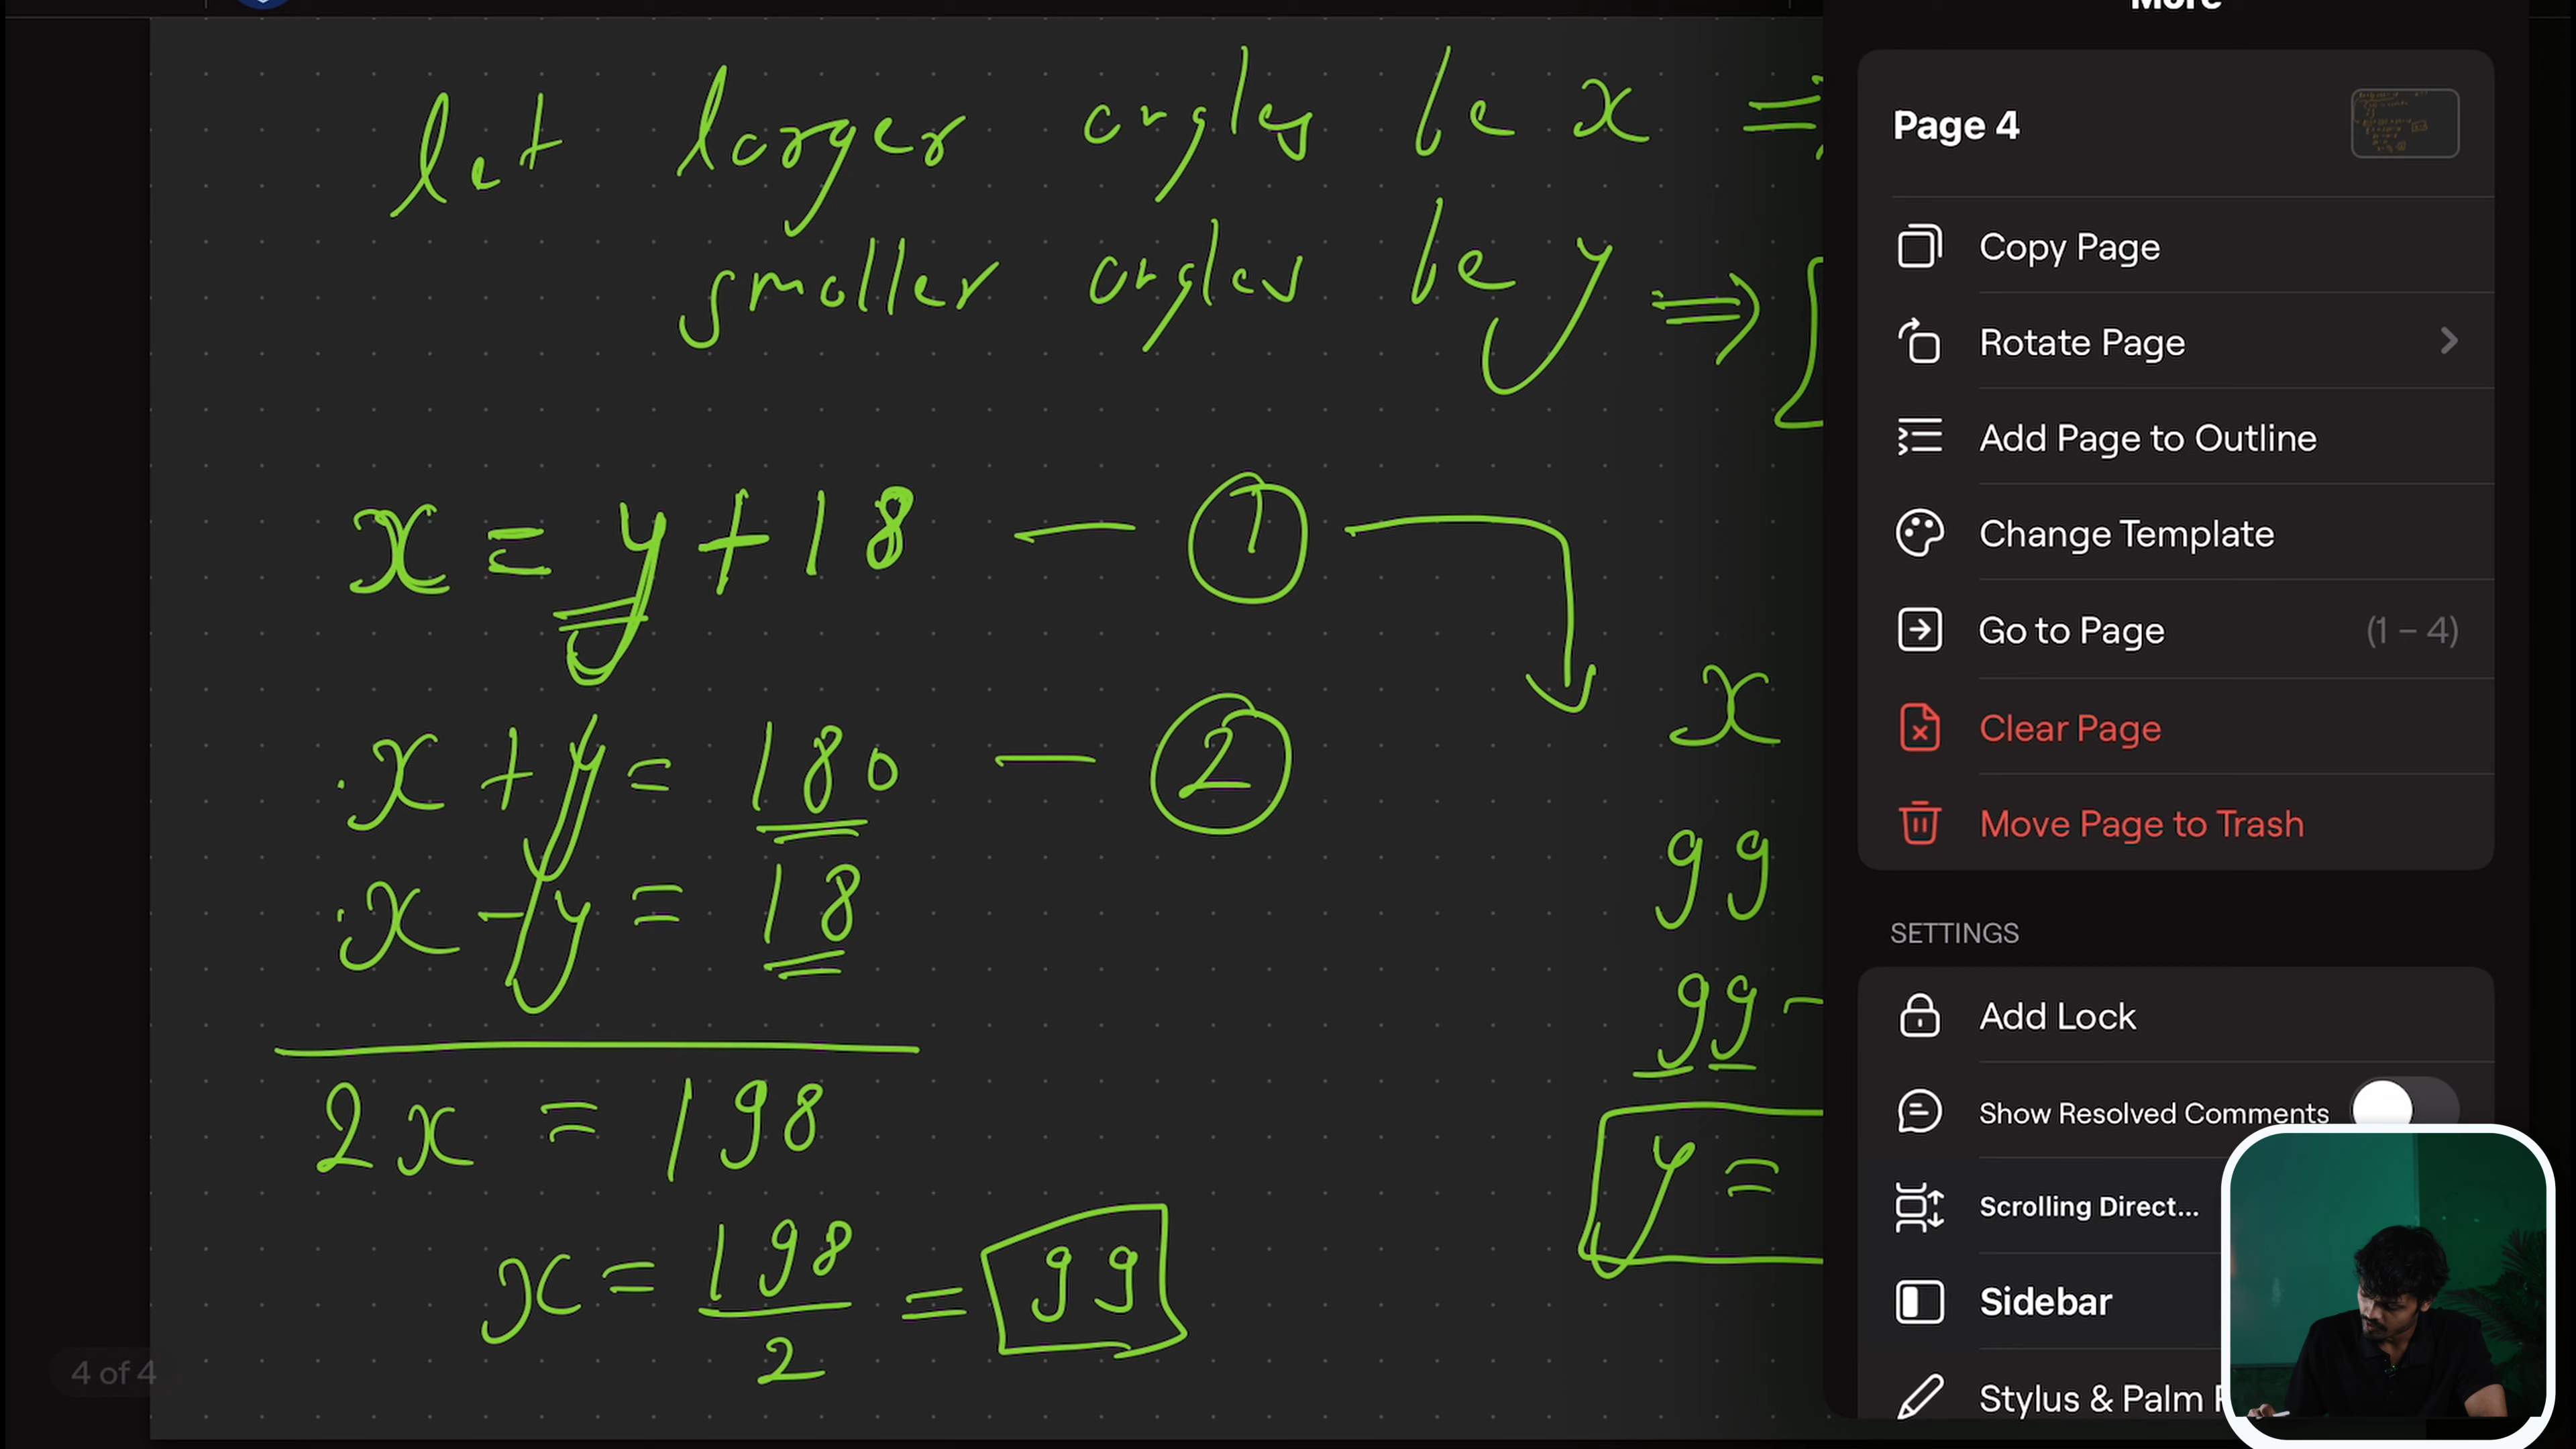 More
let larger angles be x ⇒
smaller angles be y ⇒
x = y + 18 — 1
x + y = 180 — 2
x - y = 18
2x = 198
x = 198/2 = 99
x
99
99 -
y =
4 of 4
Page 4
Copy Page
Rotate Page
Add Page to Outline
Change Template
Go to Page (1 – 4)
Clear Page
Move Page to Trash
SETTINGS
Add Lock
Show Resolved Comments
Scrolling Direct...
Sidebar
Stylus & Palm